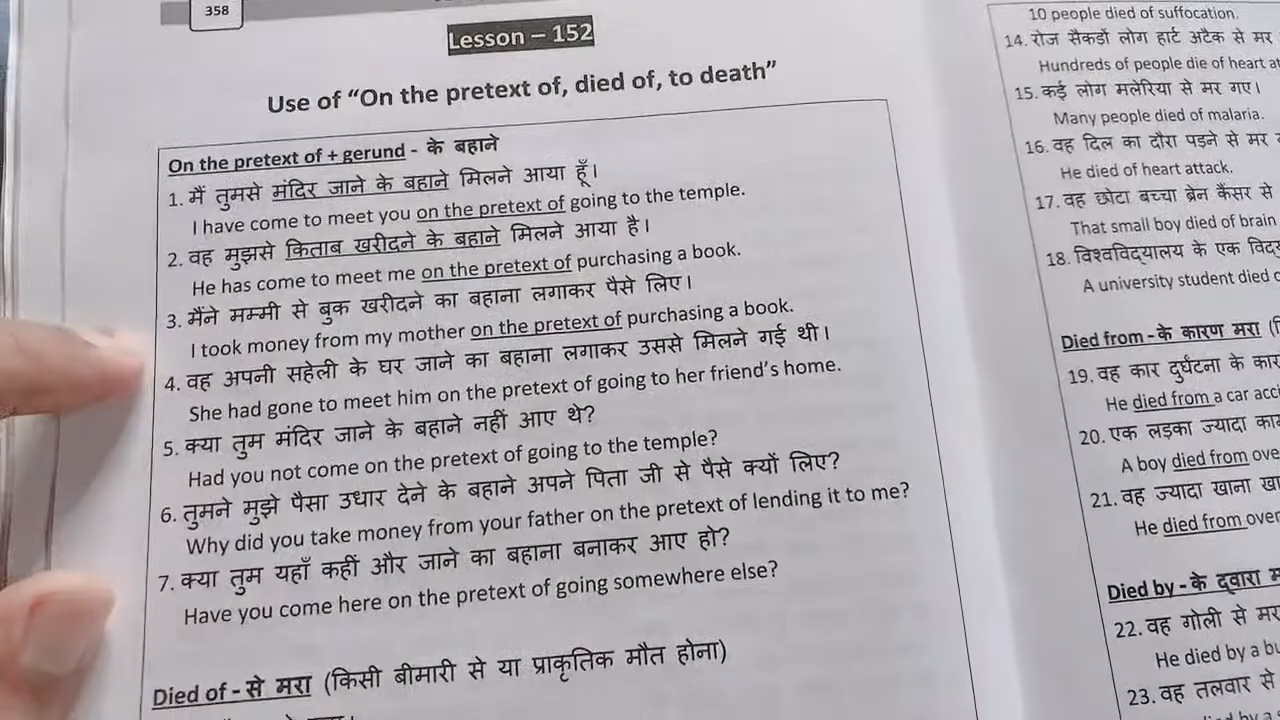 358
Lesson – 152
Use of “On the pretext of, died of, to death”
On the pretext of + gerund - के बहाने
1. मैं तुमसे मंदिर जाने के बहाने मिलने आया हूँ।
I have come to meet you on the pretext of going to the temple.
2. वह मुझसे किताब खरीदने के बहाने मिलने आया है।
He has come to meet me on the pretext of purchasing a book.
3. मैंने मम्मी से बुक खरीदने का बहाना लगाकर पैसे लिए।
I took money from my mother on the pretext of purchasing a book.
4. वह अपनी सहेली के घर जाने का बहाना लगाकर उससे मिलने गई थी।
She had gone to meet him on the pretext of going to her friend’s home.
5. क्या तुम मंदिर जाने के बहाने नहीं आए थे?
Had you not come on the pretext of going to the temple?
6. तुमने मुझे पैसा उधार देने के बहाने अपने पिता जी से पैसे क्यों लिए?
Why did you take money from your father on the pretext of lending it to me?
7. क्या तुम यहाँ कहीं और जाने का बहाना बनाकर आए हो?
Have you come here on the pretext of going somewhere else?
Died of - से मरा (किसी बीमारी से या प्राकृतिक मौत होना)
10 people died of suffocation.
14. रोज सैकडों लोग हार्ट अटैक से मर
Hundreds of people die of heart
15. कई लोग मलेरिया से मर गए।
Many people died of malaria.
16. वह दिल का दौरा पड़ने से मर
He died of heart attack.
17. वह छोटा बच्चा ब्रेन कैंसर से
That small boy died of brain
18. विश्वविद्यालय के एक
A university student died
Died from - के कारण मरा
19. वह कार दुर्घटना के
He died from a car
20. एक लड़का ज्यादा
A boy died from
21. वह ज्यादा खाना
He died from
Died by - के द्वारा
22. वह गोली से
He died by a
23. वह तलवार से